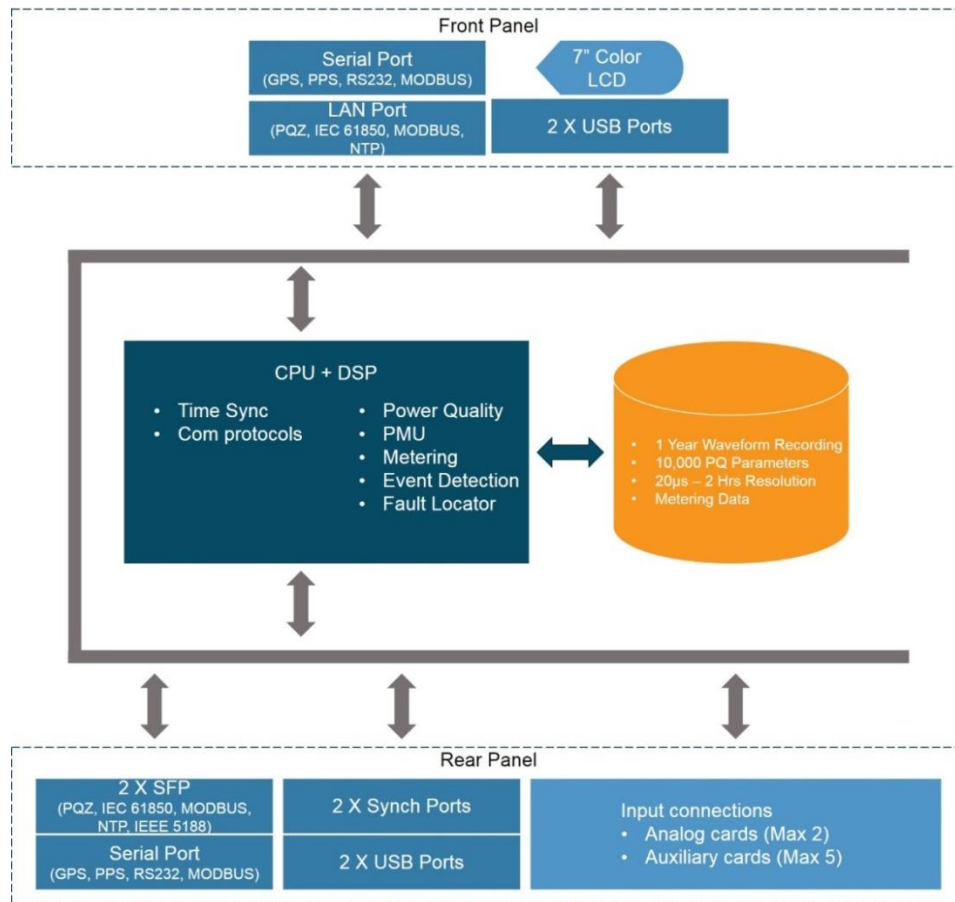 Front Panel
Serial Port
(GPS, PPS, RS232, MODBUS)
7” Color
LCD
LAN Port
(PQZ, IEC 61850, MODBUS,
NTP)
2 X USB Ports
CPU + DSP
• Time Sync
• Com protocols
• Power Quality
• PMU
• Metering
• Event Detection
• Fault Locator
• 1 Year Waveform Recording
• 10,000 PQ Parameters
• 20µs – 2 Hrs Resolution
• Metering Data
Rear Panel
2 X SFP
(PQZ, IEC 61850, MODBUS,
NTP, IEEE 5188)
Serial Port
(GPS, PPS, RS232, MODBUS)
2 X Synch Ports
2 X USB Ports
Input connections
• Analog cards (Max 2)
• Auxiliary cards (Max 5)